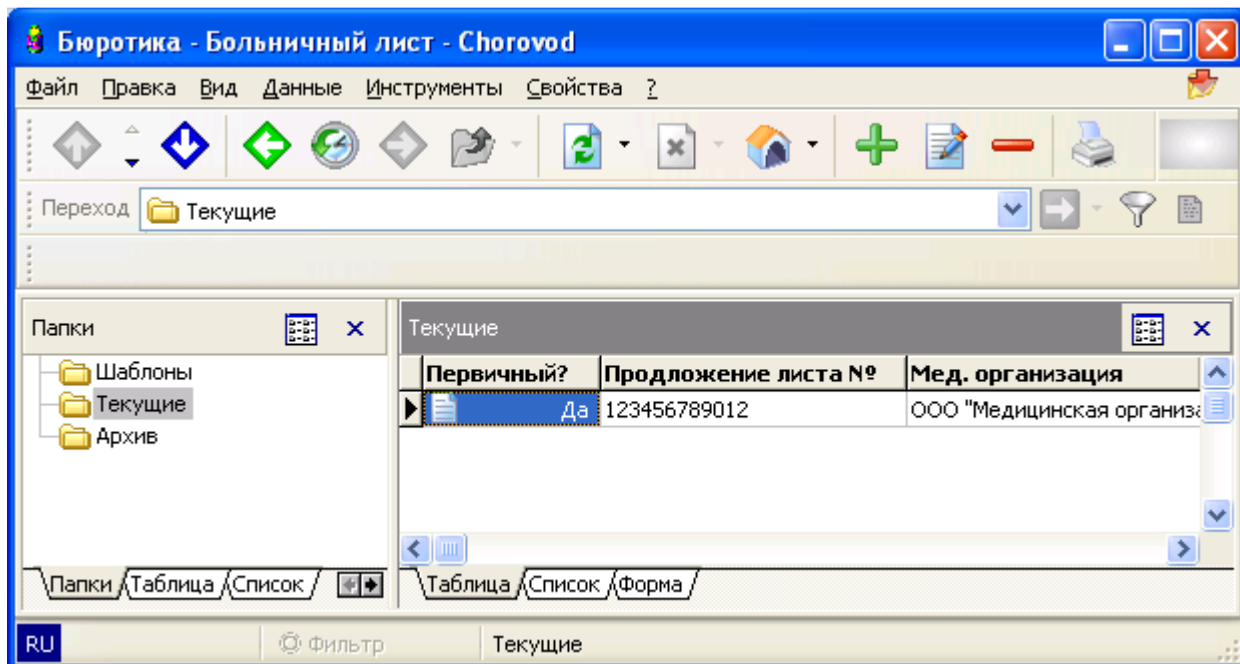 Бюротика - Больничный лист - Chorovod
Файл Правка Вид Данные Инструменты Свойства ?
Переход Текущие
Папки
Текущие
Шаблоны
Текущие
Архив
Первичный? Продложение листа № Мед. организация
Да 123456789012 ООО "Медицинская организа
Папки Таблица Список
Таблица Список Форма
RU Фильтр Текущие